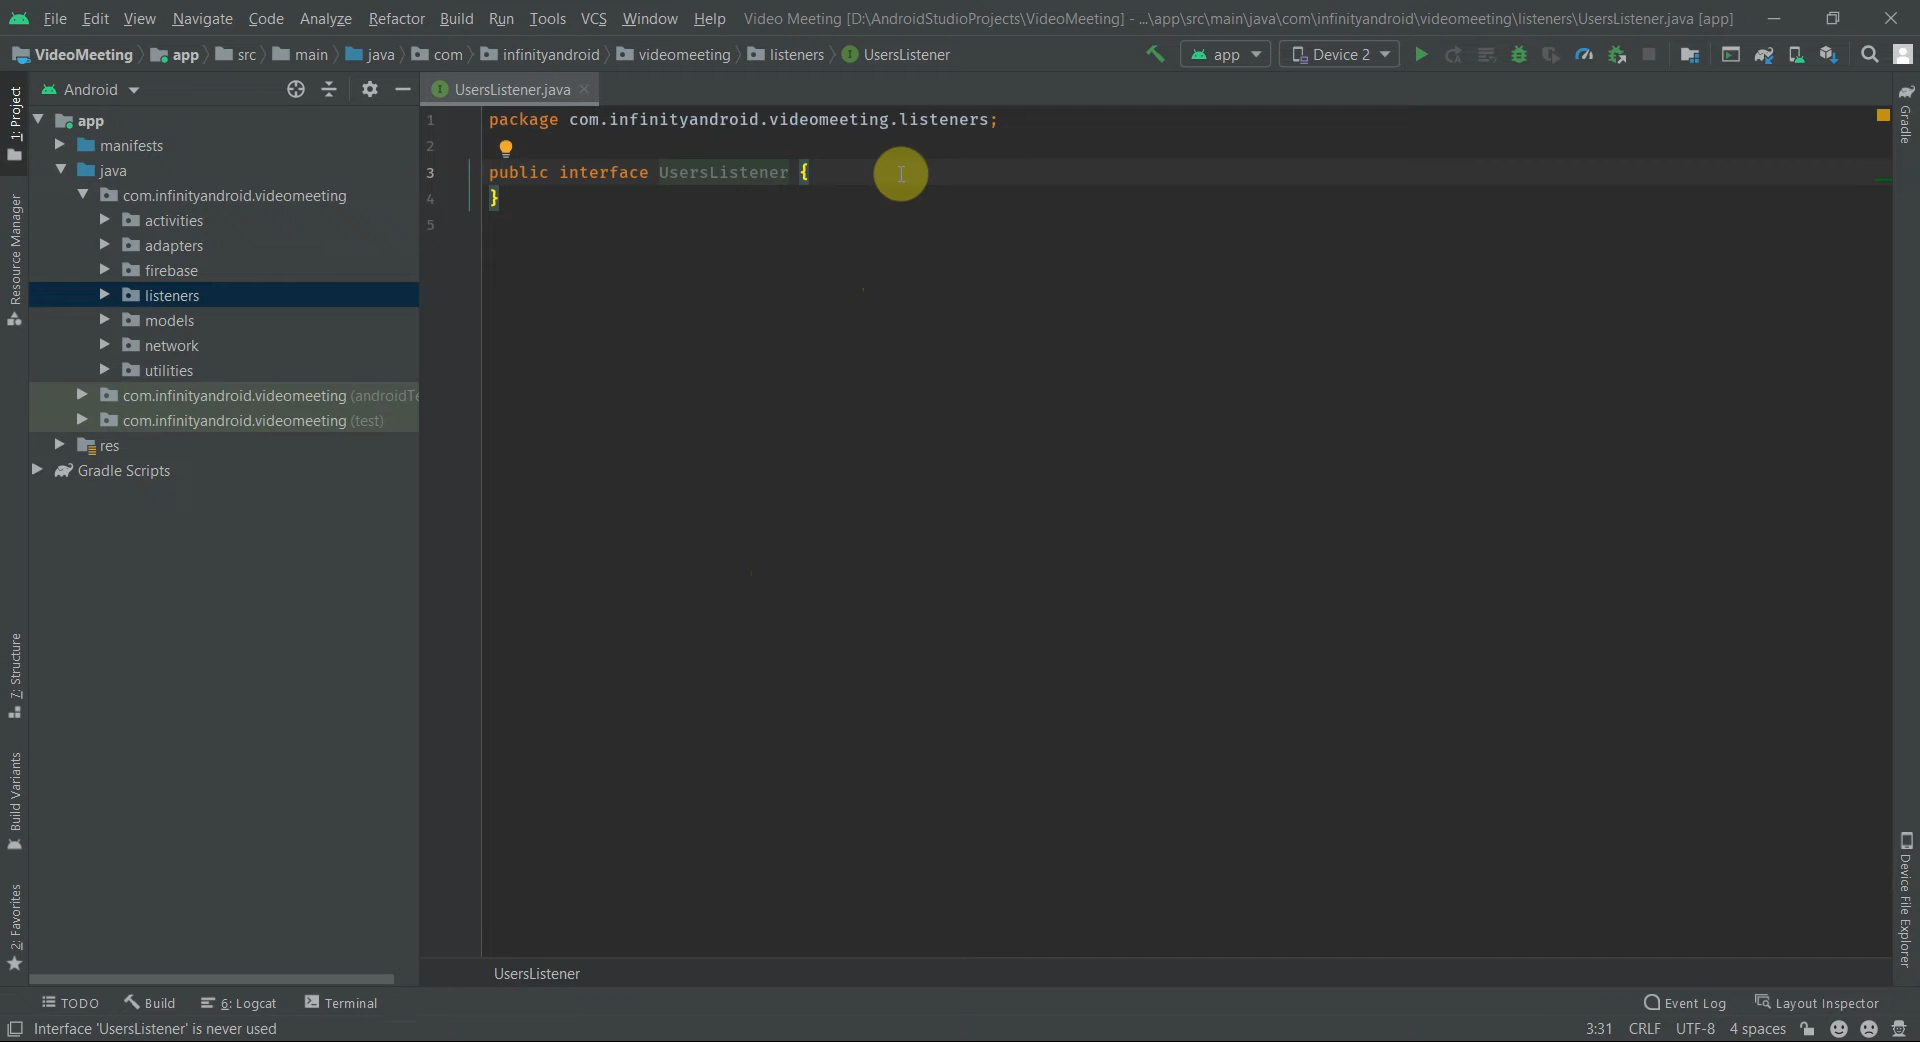 File Edit View Navigate Code Analyze Refactor Build Run Tools VCS Window Help Video Meeting [D:\AndroidStudioProjects\VideoMeeting] - ...\app\src\main\java\com\infinityandroid\videomeeting\listeners\UsersListener.java [app]
VideoMeeting app src main java com infinityandroid videomeeting listeners UsersListener app Device 2
Android
UsersListener.java
1: Project
Resource Manager
7: Structure
Build Variants
2: Favorites
app
manifests
java
com.infinityandroid.videomeeting
activities
adapters
firebase
listeners
models
network
utilities
com.infinityandroid.videomeeting (androidTe
com.infinityandroid.videomeeting (test)
res
Gradle Scripts
1 package com.infinityandroid.videomeeting.listeners;
2
3 public interface UsersListener {
4 }
5
UsersListener
Gradle
Device File Explorer
TODO Build 6: Logcat Terminal Event Log Layout Inspector
Interface 'UsersListener' is never used 3:31 CRLF UTF-8 4 spaces